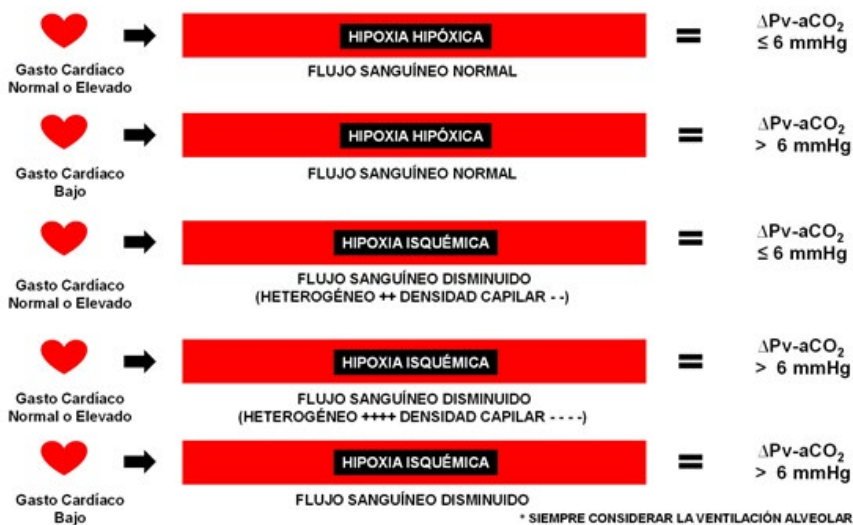 HIPOXIA HIPÓXICA
=
ΔPv-aCO₂
≤ 6 mmHg
Gasto Cardíaco
Normal o Elevado
FLUJO SANGUÍNEO NORMAL
HIPOXIA HIPÓXICA
=
ΔPv-aCO₂
> 6 mmHg
Gasto Cardíaco
Bajo
FLUJO SANGUÍNEO NORMAL
HIPOXIA ISQUÉMICA
=
ΔPv-aCO₂
≤ 6 mmHg
Gasto Cardíaco
Normal o Elevado
FLUJO SANGUÍNEO DISMINUIDO
(HETEROGÉNEO ++ DENSIDAD CAPILAR - -)
HIPOXIA ISQUÉMICA
=
ΔPv-aCO₂
> 6 mmHg
Gasto Cardíaco
Normal o Elevado
FLUJO SANGUÍNEO DISMINUIDO
(HETEROGÉNEO ++++ DENSIDAD CAPILAR - - - -)
HIPOXIA ISQUÉMICA
=
ΔPv-aCO₂
> 6 mmHg
Gasto Cardíaco
Bajo
FLUJO SANGUÍNEO DISMINUIDO
* SIEMPRE CONSIDERAR LA VENTILACIÓN ALVEOLAR